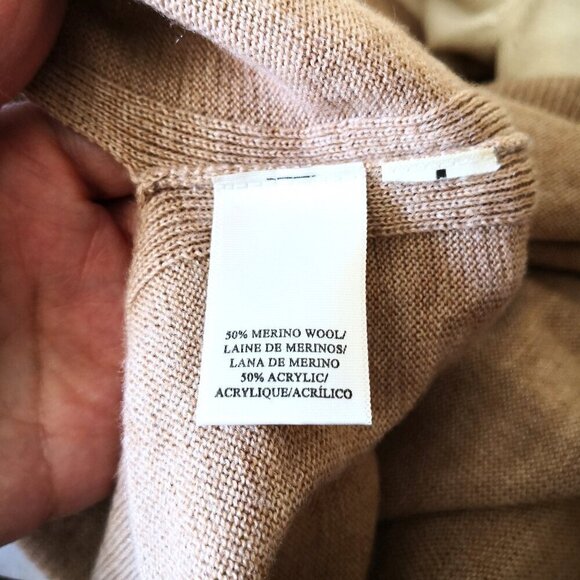 50% MERINO WOOL/
LAINE DE MERINOS/
LANA DE MERINO
50% ACRYLIC/
ACRYLIQUE/ACRÍLICO